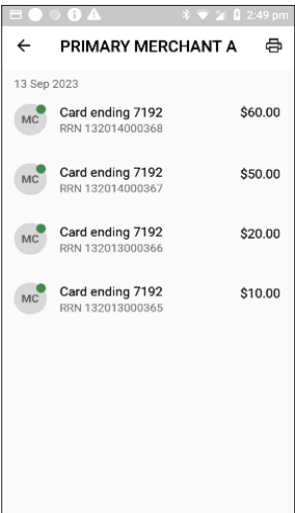 2:49 pm
PRIMARY MERCHANT A
13 Sep 2023
MC Card ending 7192 $60.00
RRN 132014000368
MC Card ending 7192 $50.00
RRN 132014000367
MC Card ending 7192 $20.00
RRN 132013000366
MC Card ending 7192 $10.00
RRN 132013000365